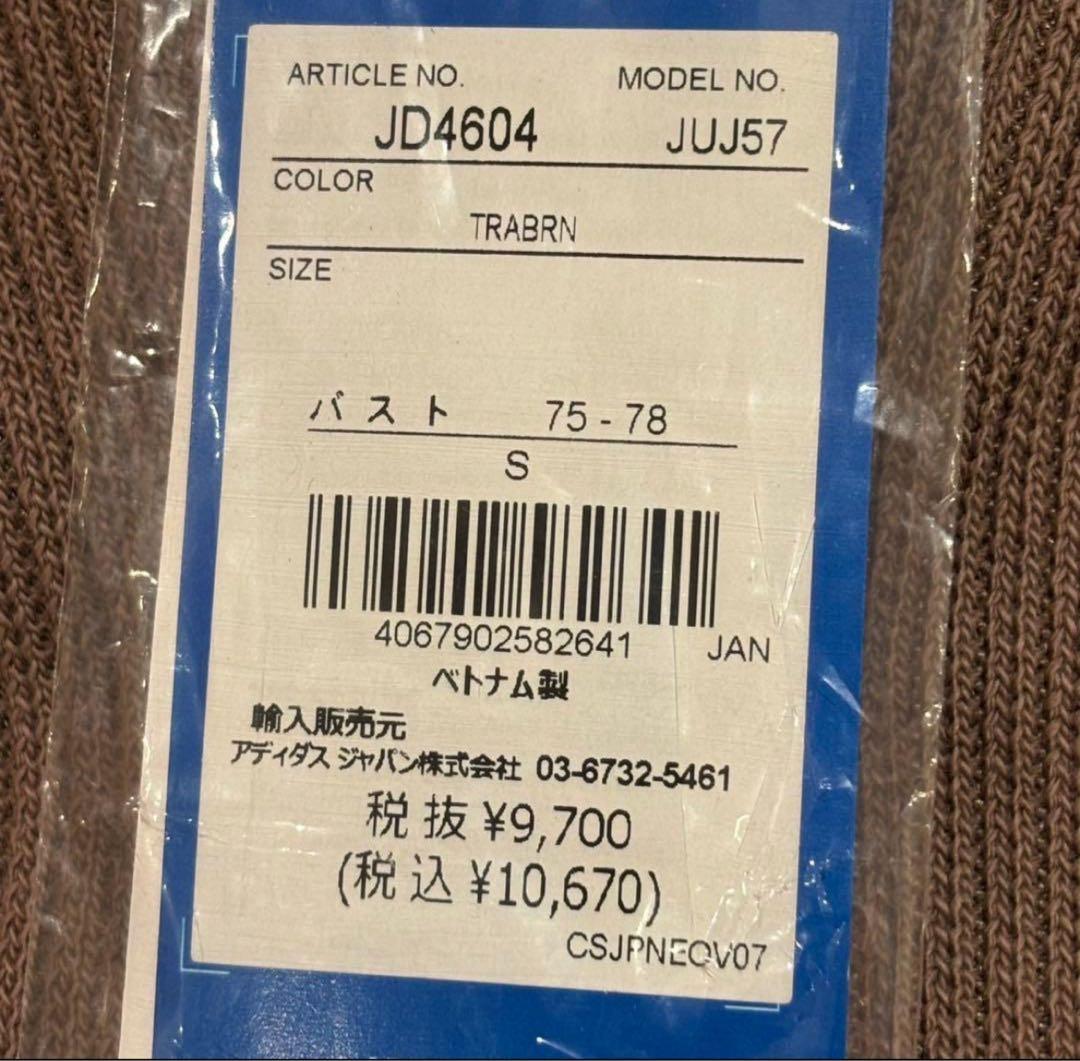 ARTICLE NO. MODEL NO.
JD4604 JUJ57
COLOR
TRABRN
SIZE
バスト 75-78
S
4067902582641 JAN
ベトナム製
輸入販売元
アディダス ジャパン株式会社 03-6732-5461
税抜¥9,700
(税込¥10,670)
CSJPNEQV07